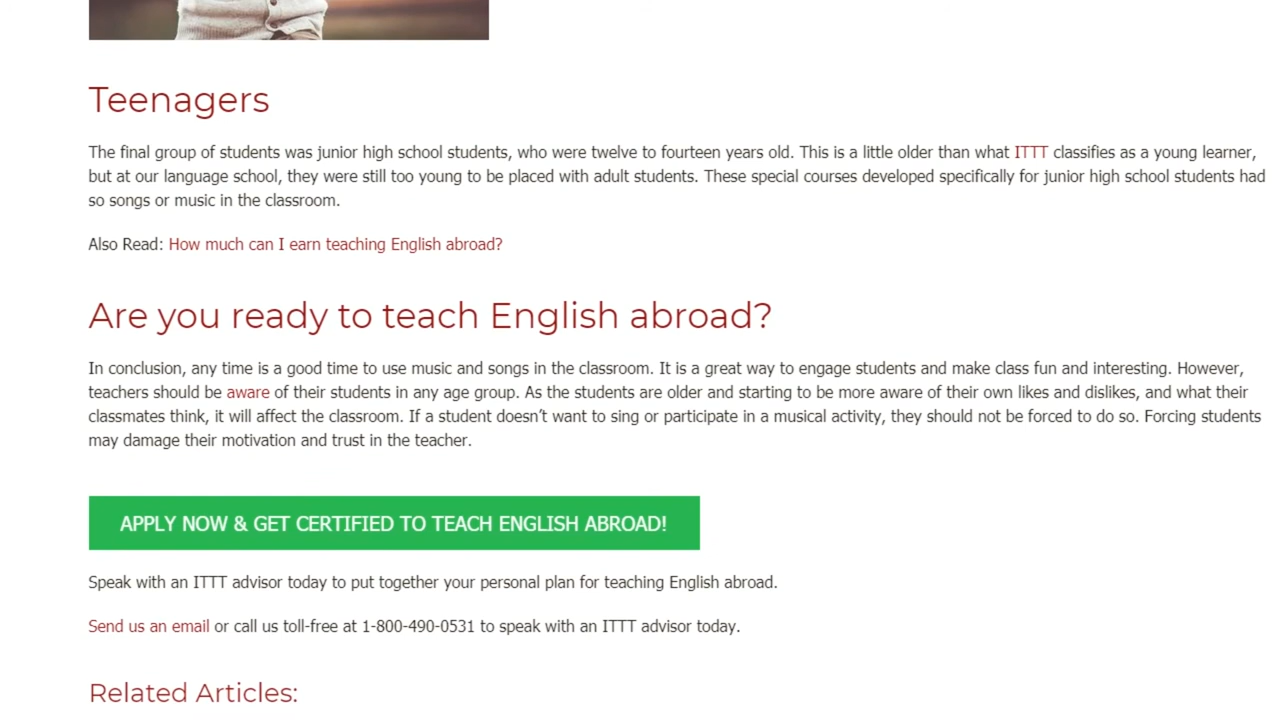 Teenagers
The final group of students was junior high school students, who were twelve to fourteen years old. This is a little older than what ITTT classifies as a young learner,
but at our language school, they were still too young to be placed with adult students. These special courses developed specifically for junior high school students had
so songs or music in the classroom.
Also Read: How much can I earn teaching English abroad?
Are you ready to teach English abroad?
In conclusion, any time is a good time to use music and songs in the classroom. It is a great way to engage students and make class fun and interesting. However,
teachers should be aware of their students in any age group. As the students are older and starting to be more aware of their own likes and dislikes, and what their
classmates think, it will affect the classroom. If a student doesn’t want to sing or participate in a musical activity, they should not be forced to do so. Forcing students
may damage their motivation and trust in the teacher.
APPLY NOW & GET CERTIFIED TO TEACH ENGLISH ABROAD!
Speak with an ITTT advisor today to put together your personal plan for teaching English abroad.
Send us an email or call us toll-free at 1-800-490-0531 to speak with an ITTT advisor today.
Related Articles: